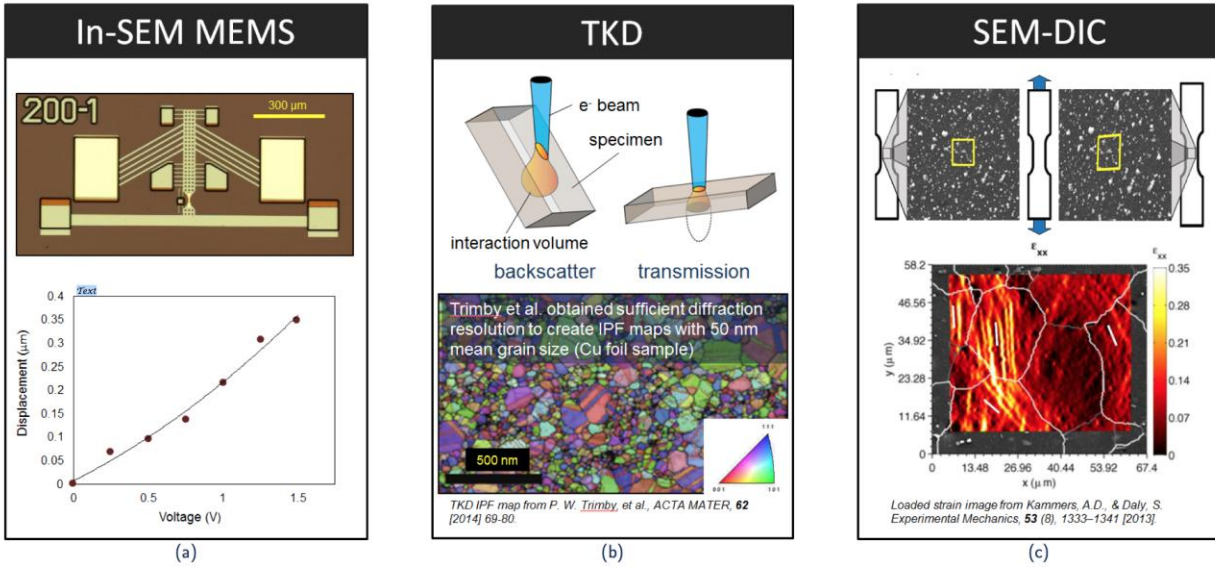 In-SEM MEMS
200-1
300 µm
Text
0.4
0.35
0.3
0.25
0.2
0.15
0.1
0.05
0
Displacement (µm)
0
0.5
1
1.5
Voltage (V)
(a)
TKD
e⁻ beam
specimen
interaction volume
backscatter
transmission
Trimby et al. obtained sufficient diffraction
resolution to create IPF maps with 50 nm
mean grain size (Cu foil sample)
500 nm
111
001
101
TKD IPF map from P. W. Trimby, et al., ACTA MATER, 62
[2014] 69-80.
(b)
SEM-DIC
εxx
εxx
58.2
46.56
34.92
23.28
11.64
0
y (µ m)
0
13.48
26.96
40.44
53.92
67.4
x (µ m)
0.35
0.28
0.21
0.14
0.07
0
Loaded strain image from Kammers, A.D., & Daly, S.
Experimental Mechanics, 53 (8), 1333–1341 [2013].
(c)